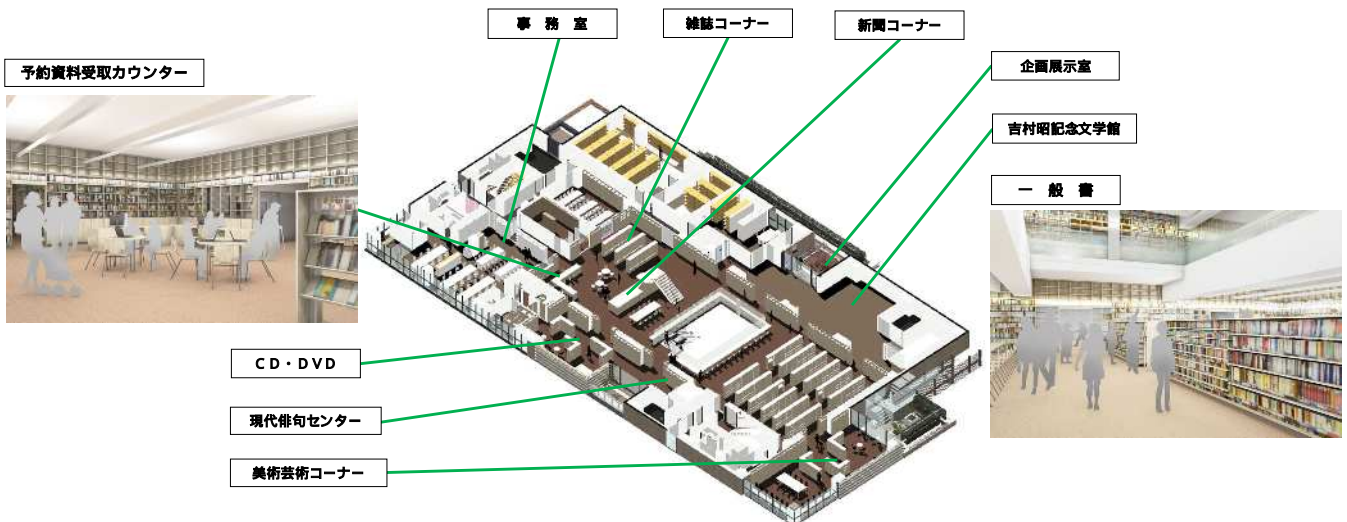 事　務　室
雑誌コーナー
新聞コーナー
予約資料受取カウンター
企画展示室
吉村昭記念文学館
一　般　書
CD・DVD
現代俳句センター
美術芸術コーナー